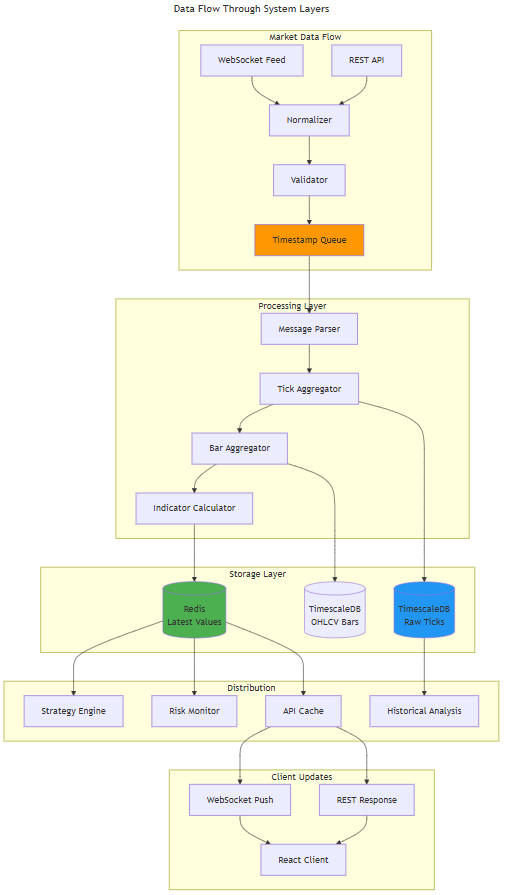 Data Flow Through System Layers
Market Data Flow
WebSocket Feed
REST API
Normalizer
Validator
Timestamp Queue
Processing Layer
Message Parser
Tick Aggregator
Bar Aggregator
Indicator Calculator
Storage Layer
Redis
Latest Values
TimescaleDB
OHLCV Bars
TimescaleDB
Raw Ticks
Distribution
Strategy Engine
Risk Monitor
API Cache
Historical Analysis
Client Updates
WebSocket Push
REST Response
React Client